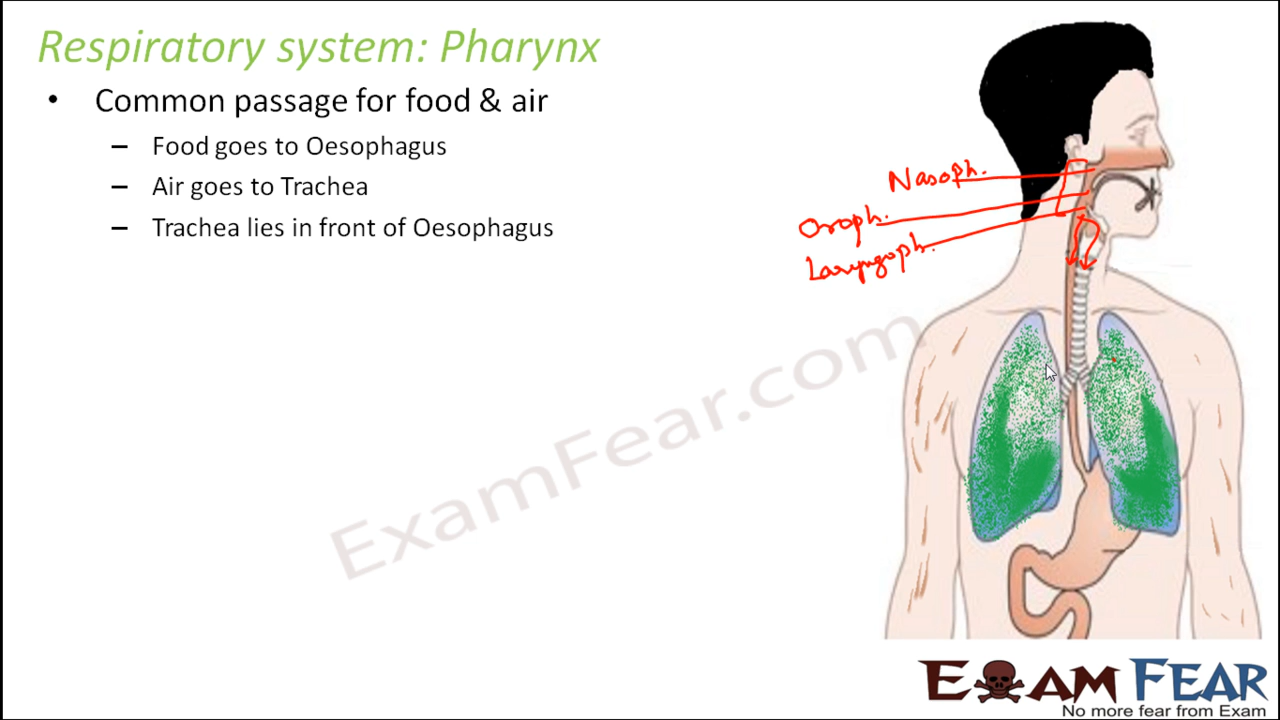 Respiratory system: Pharynx
• Common passage for food & air
– Food goes to Oesophagus
– Air goes to Trachea
– Trachea lies in front of Oesophagus
Nasoph.
Oroph.
Laryngoph.
ExamFear.com
EXAM FEAR
No more fear from Exam